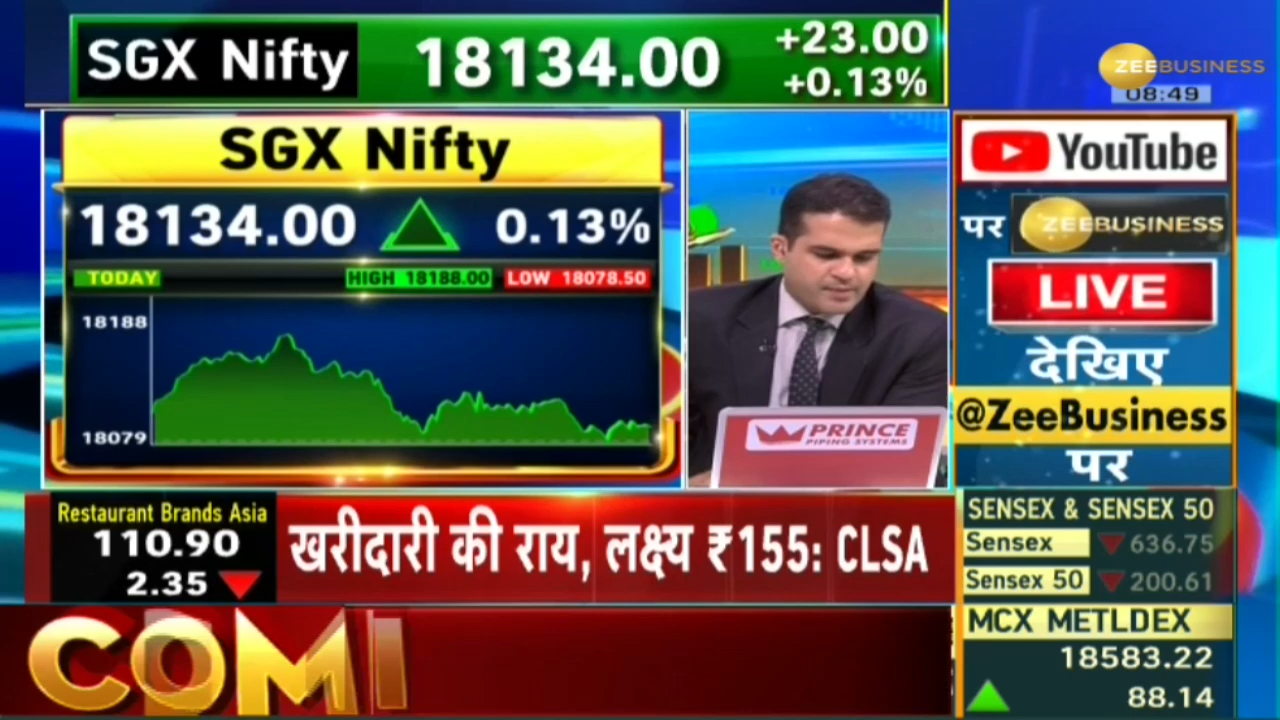 SGX Nifty 18134.00 +23.00
+0.13%
ZEEBUSINESS
08:49
SGX Nifty
18134.00 0.13%
TODAY HIGH 18188.00 LOW 18078.50
18188
18079
PRINCE
PIPING SYSTEMS
YouTube
पर ZEEBUSINESS
LIVE
देखिए
@ZeeBusiness
पर
Restaurant Brands Asia
110.90
2.35
खरीदारी की राय, लक्ष्य ₹155: CLSA
SENSEX & SENSEX 50
Sensex 636.75
Sensex 50 200.61
MCX METLDEX
18583.22
88.14
COMI